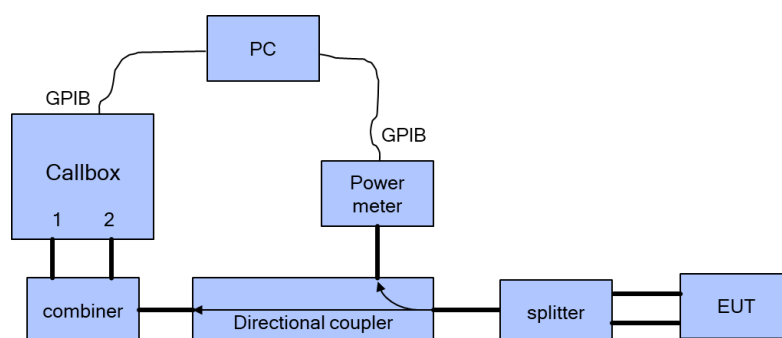 PC
GPIB
GPIB
Callbox
1 2
Power
meter
combiner
Directional coupler
splitter
EUT